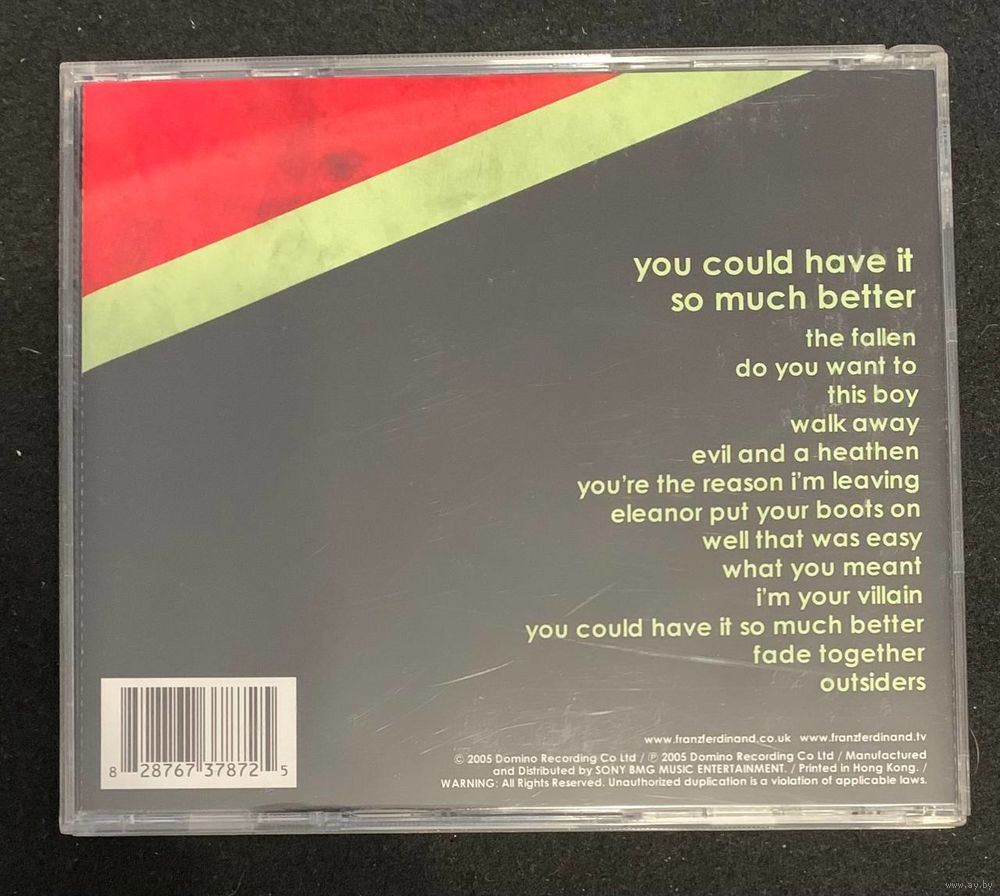 you could have it
so much better
the fallen
do you want to
this boy
walk away
evil and a heathen
you're the reason i'm leaving
eleanor put your boots on
well that was easy
what you meant
i'm your villain
you could have it so much better
fade together
outsiders
www.franzferdinand.co.uk www.franzferdinand.tv
© 2005 Domino Recording Co Ltd / ℗ 2005 Domino Recording Co Ltd / Manufactured
and Distributed by SONY BMG MUSIC ENTERTAINMENT. / Printed in Hong Kong. /
WARNING: All Rights Reserved. Unauthorized duplication is a violation of applicable laws.
8 28767 37872 5
www.ay.by